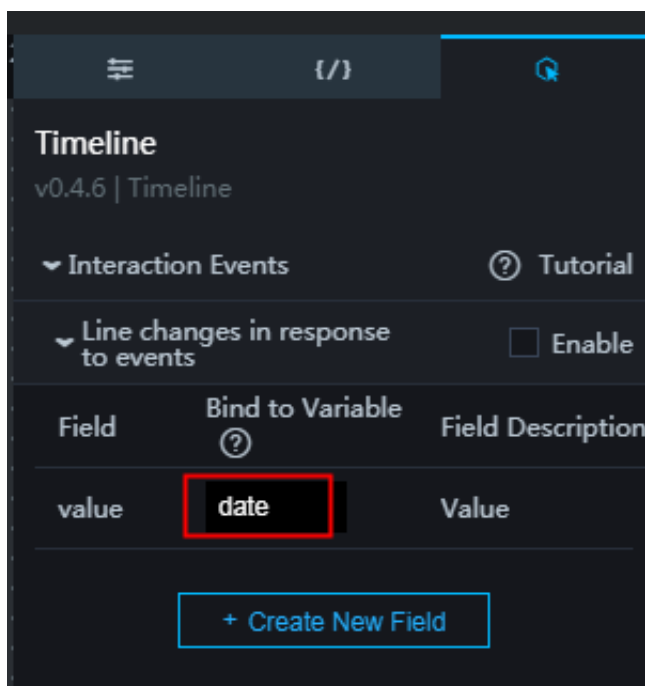 {/}
Timeline
v0.4.6 | Timeline
Interaction Events ? Tutorial
Line changes in response
to events
Enable
Field Bind to Variable ? Field Description
value date Value
+ Create New Field